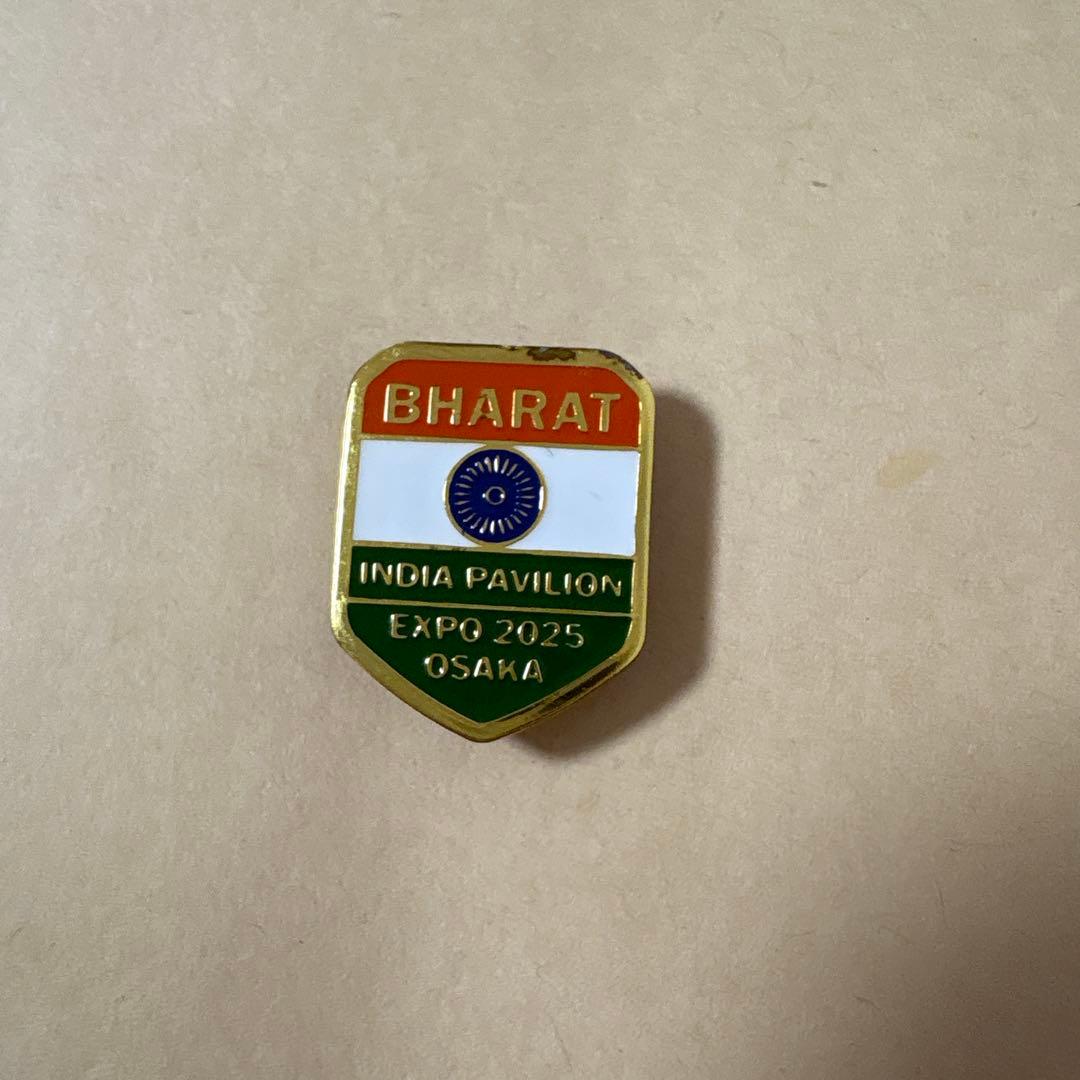 BHARAT
INDIA PAVILION
EXPO 2025
OSAKA